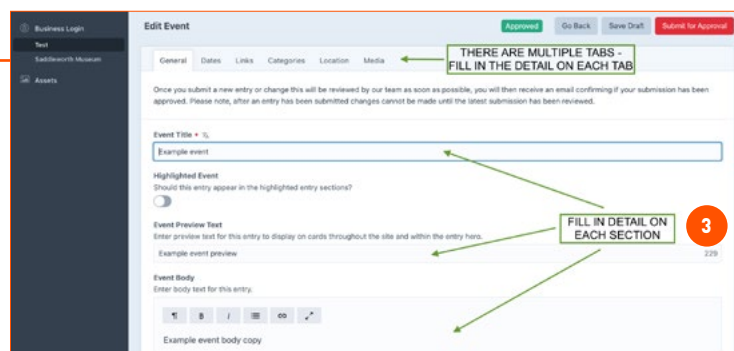 Business Login
Test
Saddleworth Museum
Assets
Edit Event
Approved
Go Back
Save Draft
Submit for Approval
General Dates Links Categories Location Media
THERE ARE MULTIPLE TABS -
FILL IN THE DETAIL ON EACH TAB
Once you submit a new entry or change this will be reviewed by our team as soon as possible, you will then receive an email confirming if your submission has been
approved. Please note, after an entry has been submitted changes cannot be made until the latest submission has been reviewed.
Event Title
Example event
Highlighted Event
Should this entry appear in the highlighted entry sections?
Event Preview Text
Enter preview text for this entry to display on cards throughout the site and within the entry hero.
Example event preview
229
FILL IN DETAIL ON
EACH SECTION
3
Event Body
Enter body text for this entry.
¶ B I
Example event body copy